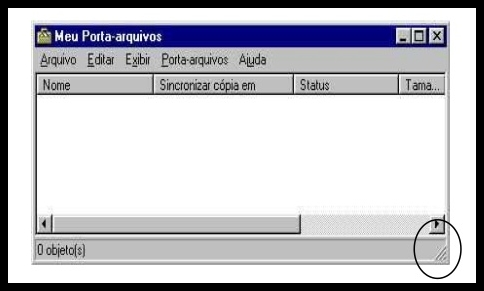 Meu Porta-arquivos
Arquivo Editar Exibir Porta-arquivos Ajuda
Nome Sincronizar cópia em Status Tama...
0 objeto(s)